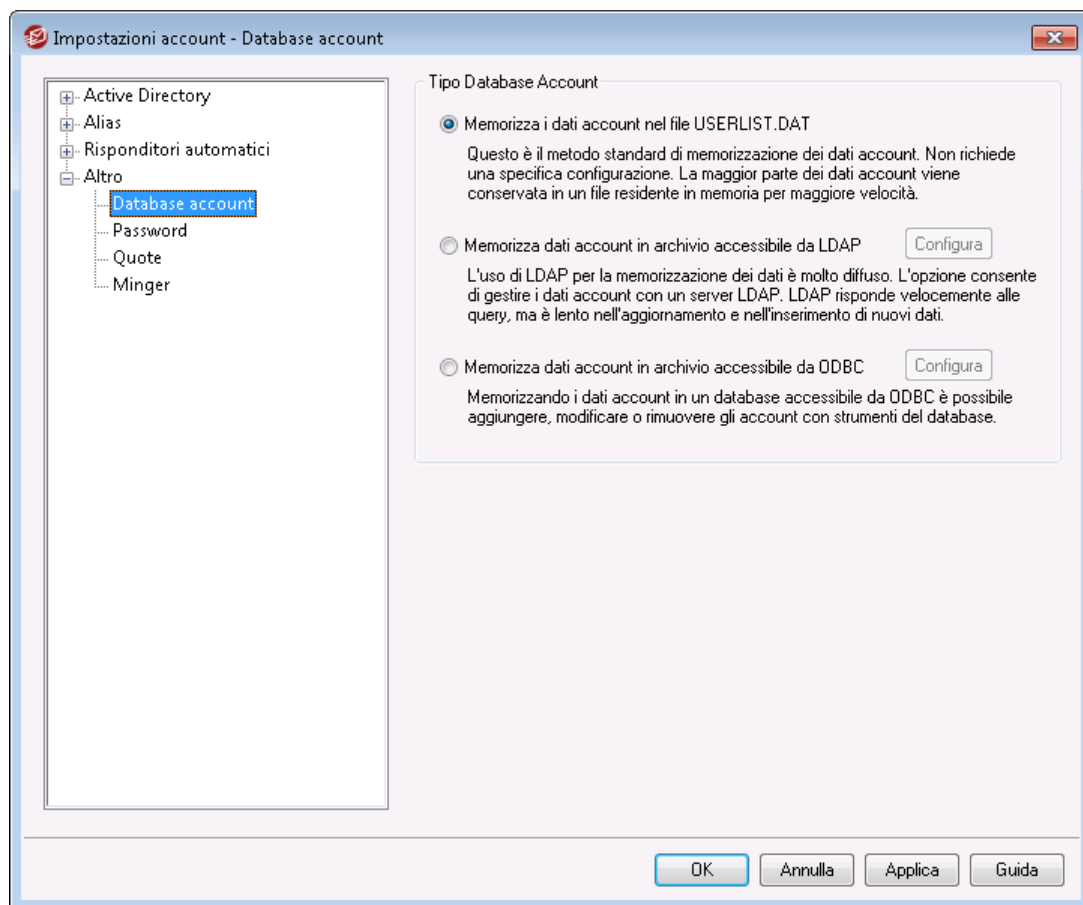 Impostazioni account - Database account
Active Directory
Alias
Risponditori automatici
Altro
Database account
Password
Quote
Minger
Tipo Database Account
Memorizza i dati account nel file USERLIST.DAT
Questo è il metodo standard di memorizzazione dei dati account. Non richiede
una specifica configurazione. La maggior parte dei dati account viene
conservata in un file residente in memoria per maggiore velocità.
Memorizza dati account in archivio accessibile da LDAP Configura
L'uso di LDAP per la memorizzazione dei dati è molto diffuso. L'opzione consente
di gestire i dati account con un server LDAP. LDAP risponde velocemente alle
query, ma è lento nell'aggiornamento e nell'inserimento di nuovi dati.
Memorizza dati account in archivio accessibile da ODBC Configura
Memorizzando i dati account in un database accessibile da ODBC è possibile
aggiungere, modificare o rimuovere gli account con strumenti del database.
OK Annulla Applica Guida